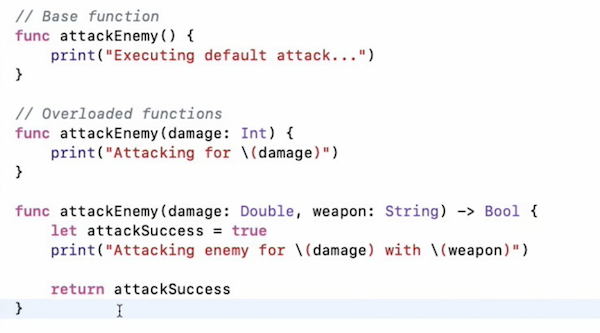 // Base function
func attackEnemy() {
    print("Executing default attack...")
}
// Overloaded functions
func attackEnemy(damage: Int) {
    print("Attacking for \(damage)")
}
func attackEnemy(damage: Double, weapon: String) -> Bool {
    let attackSuccess = true
    print("Attacking enemy for \(damage) with \(weapon)")
    return attackSuccess
}